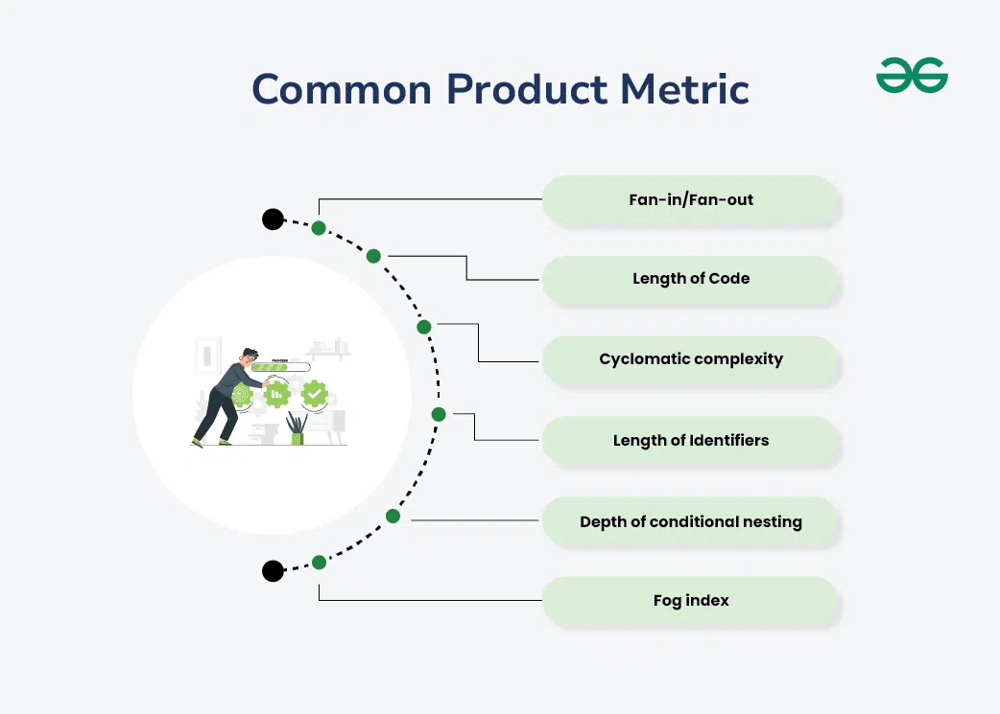 Common Product Metric
Fan-in/Fan-out
Length of Code
Cyclomatic complexity
Length of Identifiers
Depth of conditional nesting
Fog index